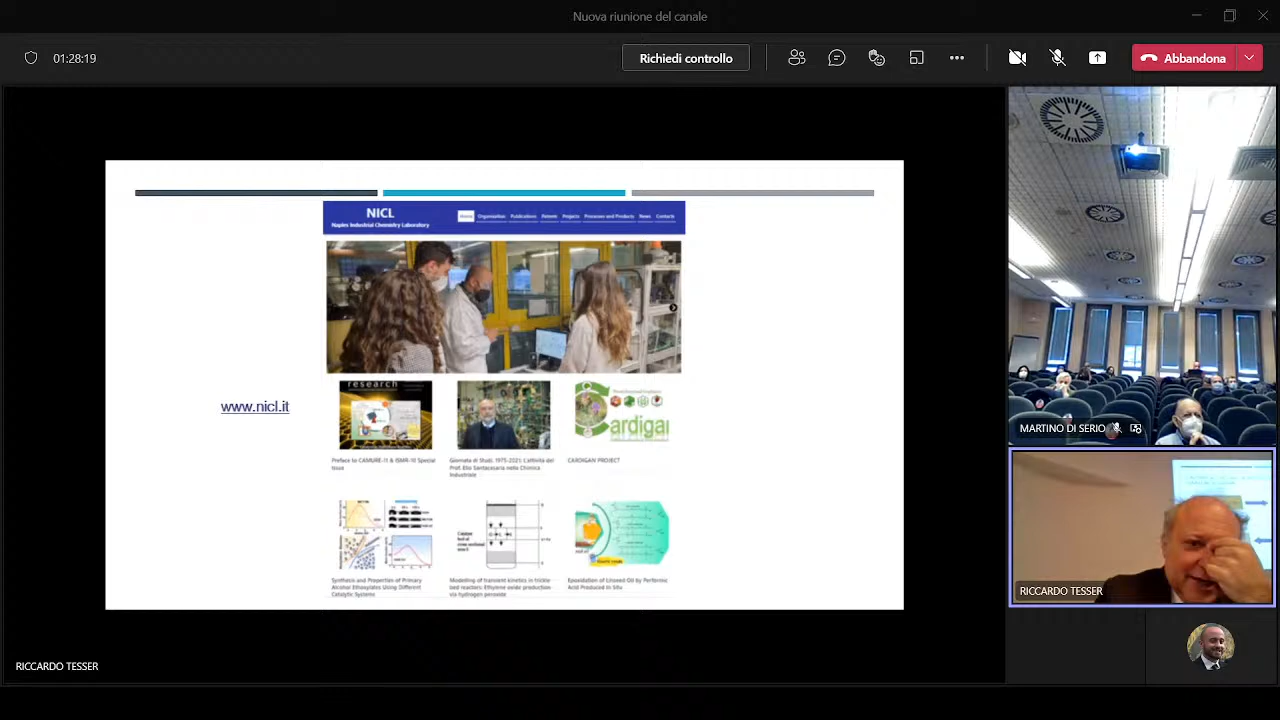 Nuova riunione del canale
01:28:19
Richiedi controllo
Abbandona
NICL
Naples Industrial Chemistry Laboratory
Home Organization Publications Patents Projects Processes and Products News Contacts
research
www.nicl.it
ardigan
Preface to CAMURE-11 & ISMR-10 Special
Issue
Giornata di Studi, 1975-2021: L'attività del
Prof. Elio Santacesaria nella Chimica
Industriale
CARDIGAN PROJECT
Synthesis and Properties of Primary
Alcohol Ethoxylates Using Different
Catalytic Systems
Modelling of transient kinetics in trickle
bed reactors: Ethylene oxide production
via hydrogen peroxide
Epoxidation of Linseed Oil by Performic
Acid Produced In Situ
MARTINO DI SERIO
RICCARDO TESSER
RICCARDO TESSER